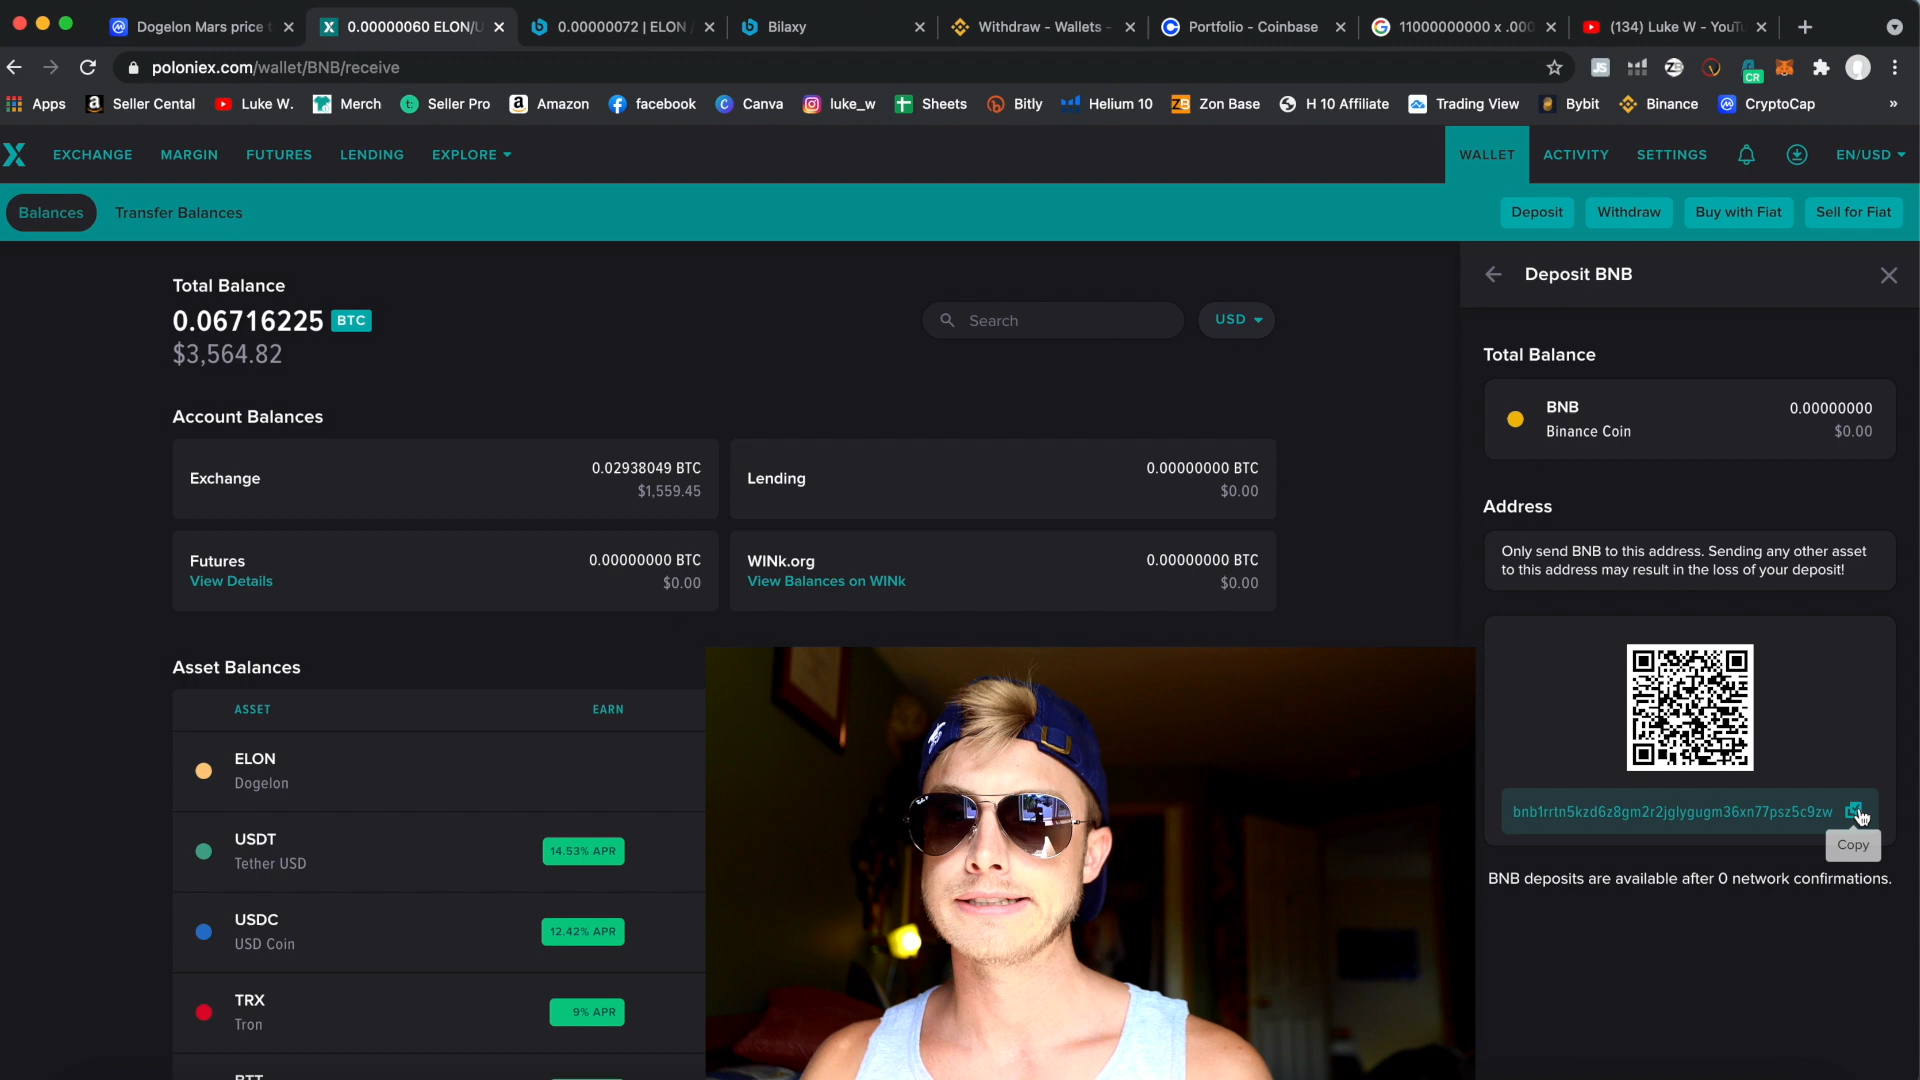 Dogelon Mars price t
0.00000060 ELON/U
0.00000072 | ELON /
Bilaxy
Withdraw - Wallets -
Portfolio - Coinbase
11000000000 x .000
(134) Luke W - YouTu
poloniex.com/wallet/BNB/receive
JS
CR
Apps
Seller Cental
Luke W.
Merch
Seller Pro
Amazon
facebook
Canva
luke_w
Sheets
Bitly
Helium 10
Zon Base
H 10 Affiliate
Trading View
Bybit
Binance
CryptoCap
»
EXCHANGE
MARGIN
FUTURES
LENDING
EXPLORE
WALLET
ACTIVITY
SETTINGS
EN/USD
Balances
Transfer Balances
Deposit
Withdraw
Buy with Fiat
Sell for Fiat
Total Balance
0.06716225 BTC
$3,564.82
Search
USD
Account Balances
Exchange
0.02938049 BTC
$1,559.45
Lending
0.00000000 BTC
$0.00
Futures
View Details
0.00000000 BTC
$0.00
WINk.org
View Balances on WINk
0.00000000 BTC
$0.00
Asset Balances
ASSET
EARN
ELON
Dogelon
USDT
Tether USD
14.53% APR
USDC
USD Coin
12.42% APR
TRX
Tron
9% APR
BTT
Deposit BNB
Total Balance
BNB
Binance Coin
0.00000000
$0.00
Address
Only send BNB to this address. Sending any other asset
to this address may result in the loss of your deposit!
bnb1rrtn5kzd6z8gm2r2jglygugm36xn77psz5c9zw
Copy
BNB deposits are available after 0 network confirmations.